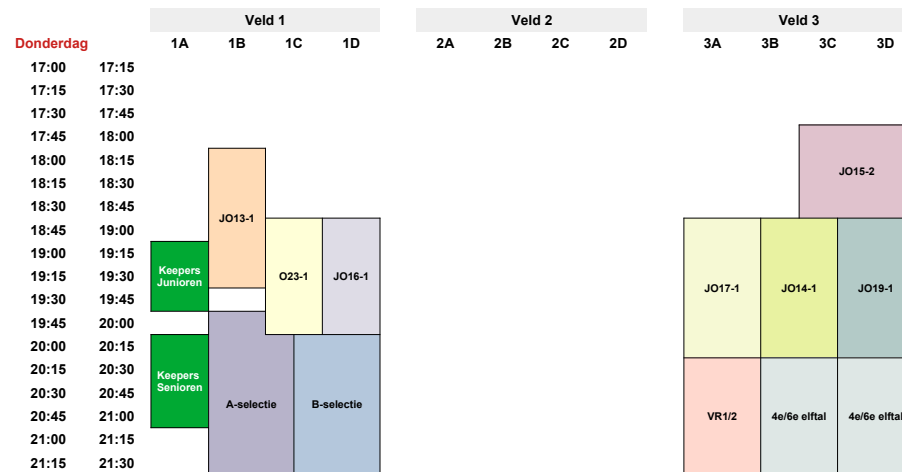 Veld 1 Veld 2 Veld 3
Donderdag 1A 1B 1C 1D 2A 2B 2C 2D 3A 3B 3C 3D
17:00 17:15
17:15 17:30
17:30 17:45
17:45 18:00
18:00 18:15
JO15-2
18:15 18:30
18:30 18:45
JO13-1
18:45 19:00
19:00 19:15
Keepers
Junioren
O23-1 JO16-1
19:15 19:30
JO17-1 JO14-1 JO19-1
19:30 19:45
19:45 20:00
20:00 20:15
20:15 20:30
Keepers
Senioren
20:30 20:45
A-selectie B-selectie
20:45 21:00
VR1/2 4e/6e elftal 4e/6e elftal
21:00 21:15
21:15 21:30